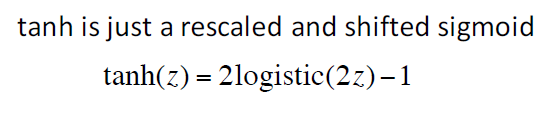 tanh is just a rescaled and shifted sigmoid
tanh(z) = 2logistic(2z) − 1